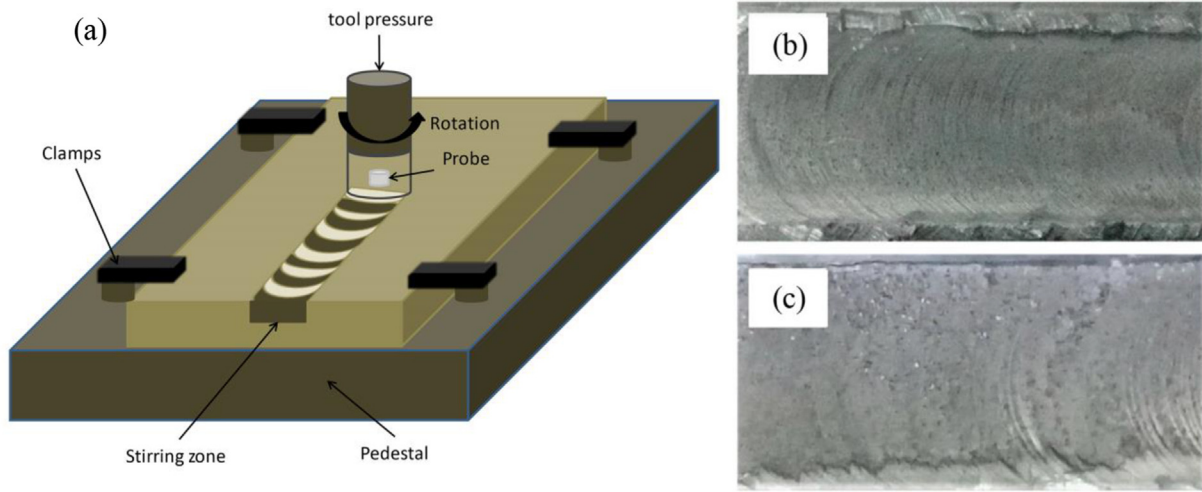 (a)
tool pressure
Rotation
Probe
Clamps
Stirring zone
Pedestal
(b)
(c)